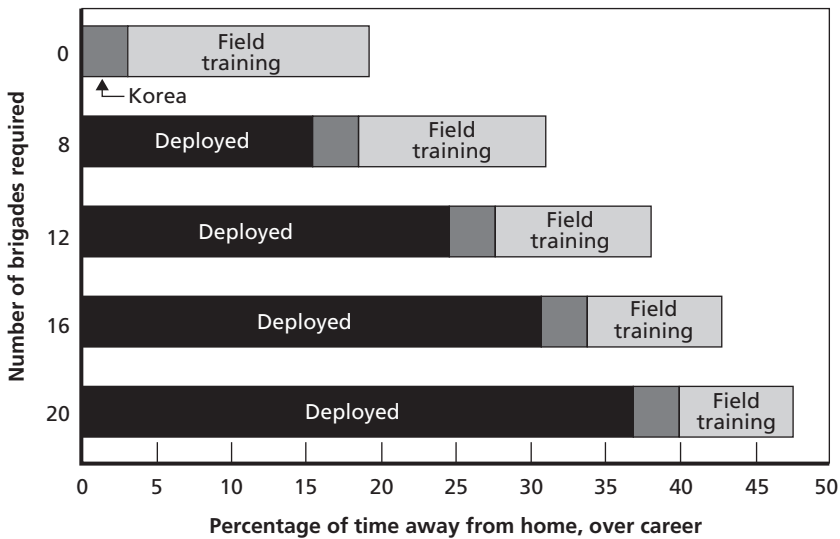 Number of brigades required
0
Field
training
Korea
8
Deployed
Field
training
12
Deployed
Field
training
16
Deployed
Field
training
20
Deployed
Field
training
0 5 10 15 20 25 30 35 40 45 50
Percentage of time away from home, over career